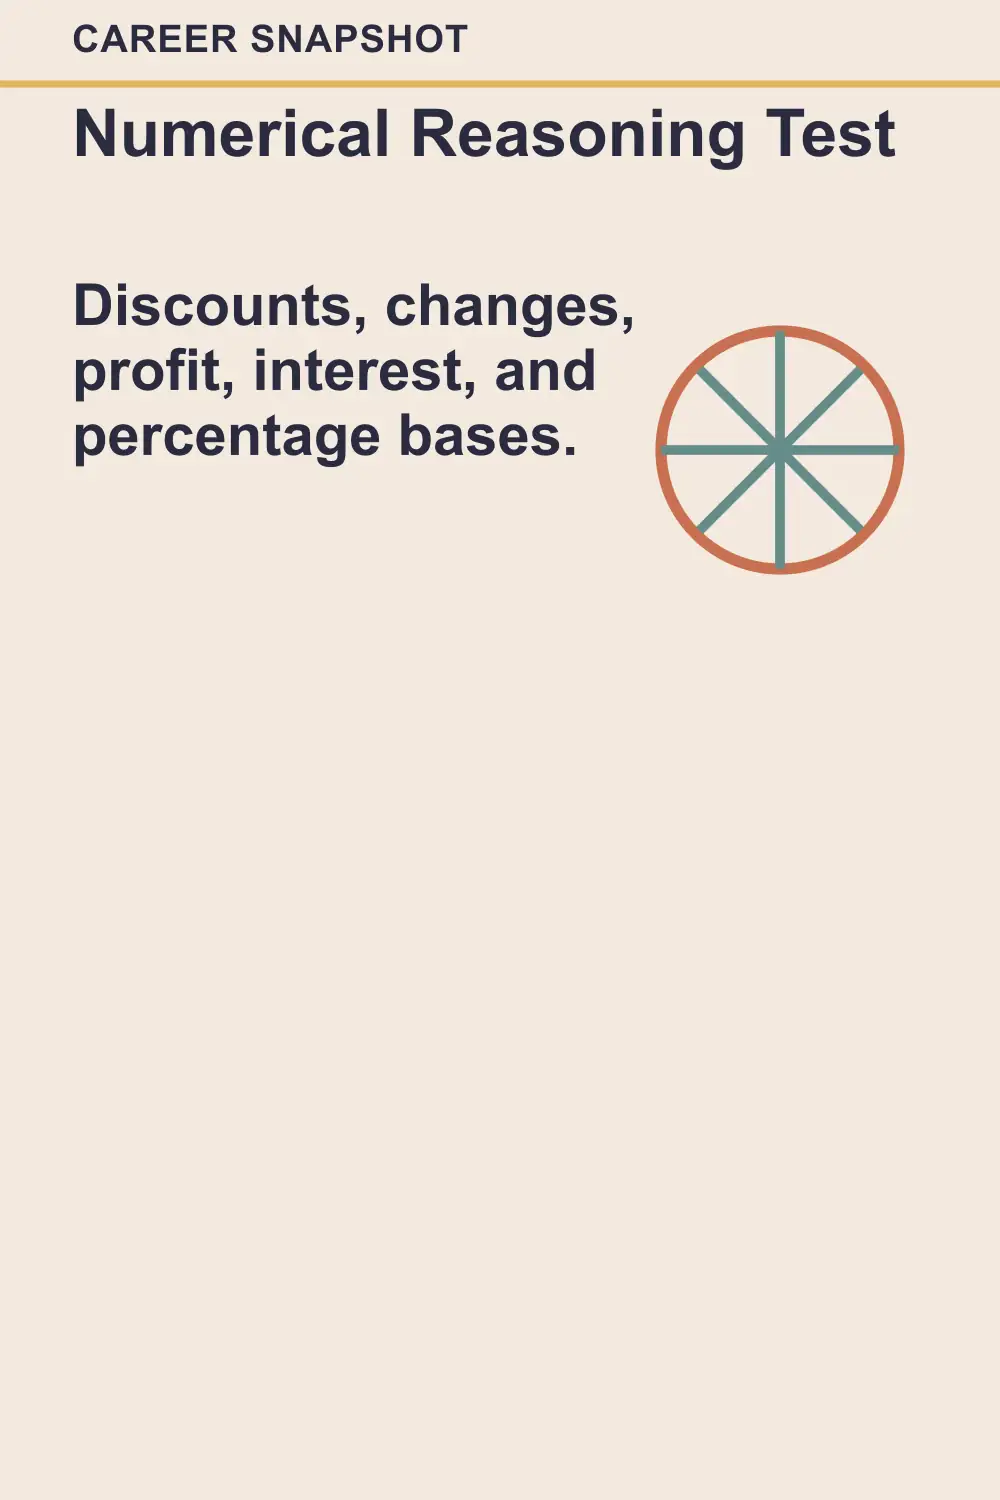 CAREER SNAPSHOT
Numerical Reasoning Test
Discounts, changes,
profit, interest, and
percentage bases.